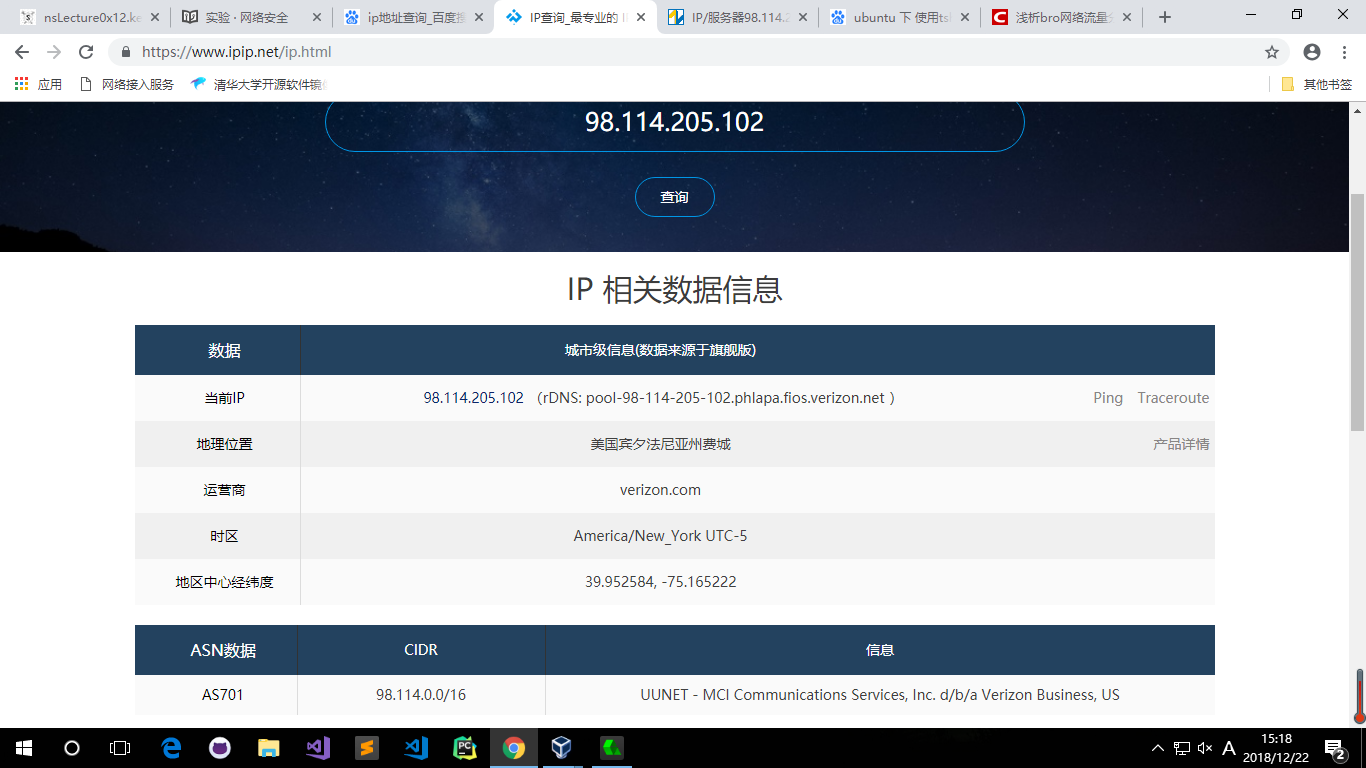 nsLecture0x12.ke
实验 · 网络安全
ip地址查询_百度搜
IP查询_最专业的 I
IP/服务器98.114.2
ubuntu 下 使用tsh
浅析bro网络流量分
https://www.ipip.net/ip.html
应用 网络接入服务 清华大学开源软件镜 其他书签
98.114.205.102
查询
IP 相关数据信息
数据 城市级信息(数据来源于旗舰版)
当前IP 98.114.205.102 （rDNS: pool-98-114-205-102.phlapa.fios.verizon.net ） Ping Traceroute
地理位置 美国宾夕法尼亚州费城 产品详情
运营商 verizon.com
时区 America/New_York UTC-5
地区中心经纬度 39.952584, -75.165222
ASN数据 CIDR 信息
AS701 98.114.0.0/16 UUNET - MCI Communications Services, Inc. d/b/a Verizon Business, US
A 15:18
2018/12/22
2